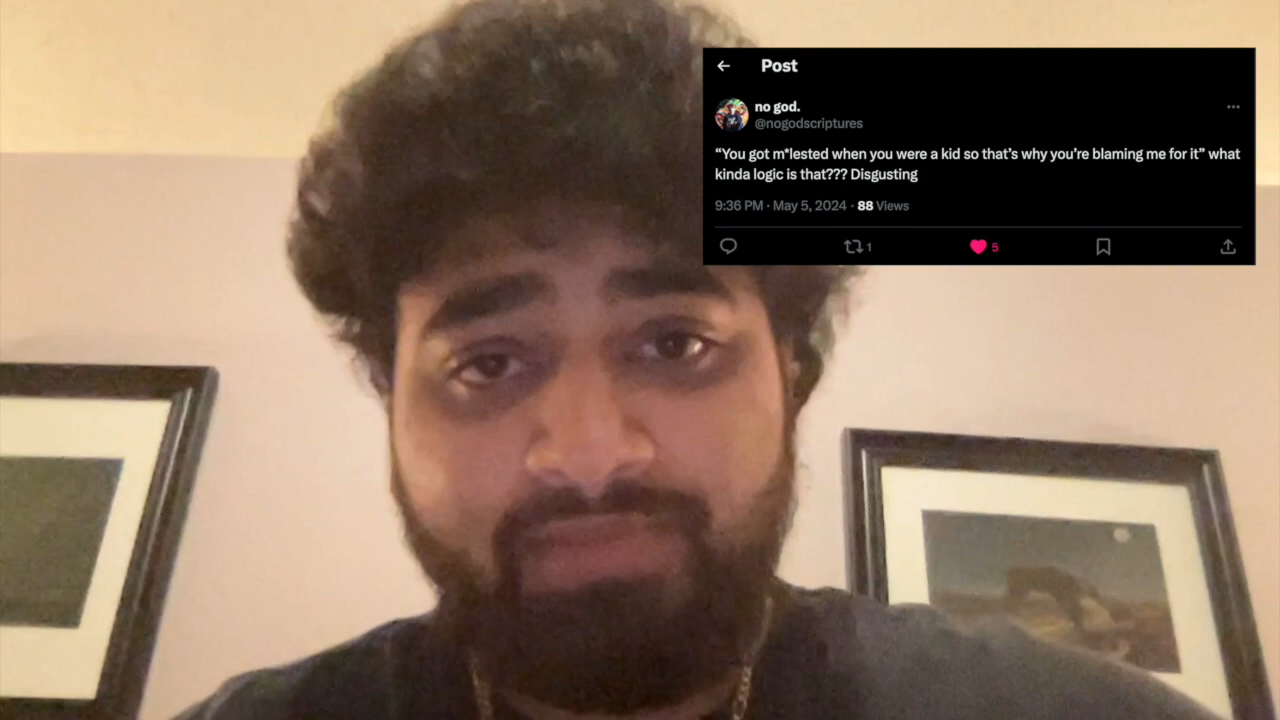 Post
no god.
@nogodscriptures
“You got m*lested when you were a kid so that’s why you’re blaming me for it” what
kinda logic is that??? Disgusting
9:36 PM · May 5, 2024 · 88 Views
1
5